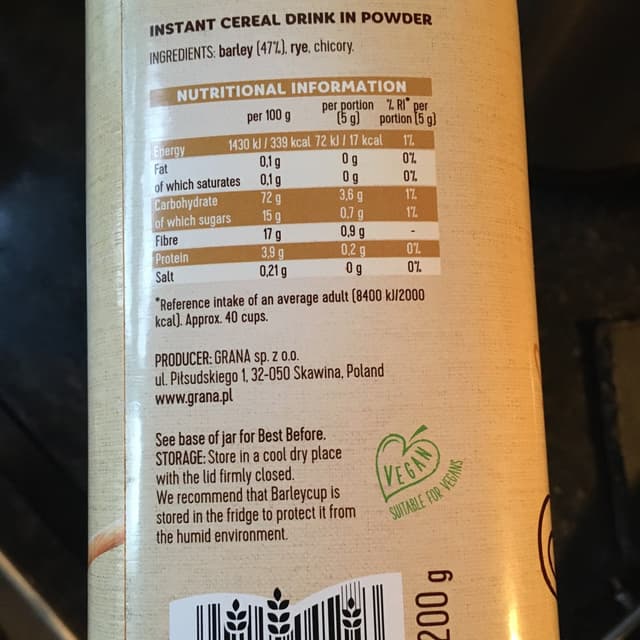 INSTANT CEREAL DRINK IN POWDER
INGREDIENTS: barley (47%), rye, chicory.
NUTRITIONAL INFORMATION
per 100 g per portion (5 g) % RI* per portion (5 g)
Energy 1430 kJ / 339 kcal 72 kJ / 17 kcal 1%
Fat 0,1 g 0 g 0%
of which saturates 0,1 g 0 g 0%
Carbohydrate 72 g 3,6 g 1%
of which sugars 15 g 0,7 g 1%
Fibre 17 g 0,9 g -
Protein 3,9 g 0,2 g 0%
Salt 0,21 g 0 g 0%
*Reference intake of an average adult (8400 kJ/2000
kcal). Approx. 40 cups.
PRODUCER: GRANA sp. z o.o.
ul. Piłsudskiego 1, 32-050 Skawina, Poland
www.grana.pl
See base of jar for Best Before.
STORAGE: Store in a cool dry place
with the lid firmly closed.
We recommend that Barleycup is
stored in the fridge to protect it from
the humid environment.
VEGAN
SUITABLE FOR VEGANS
200 g